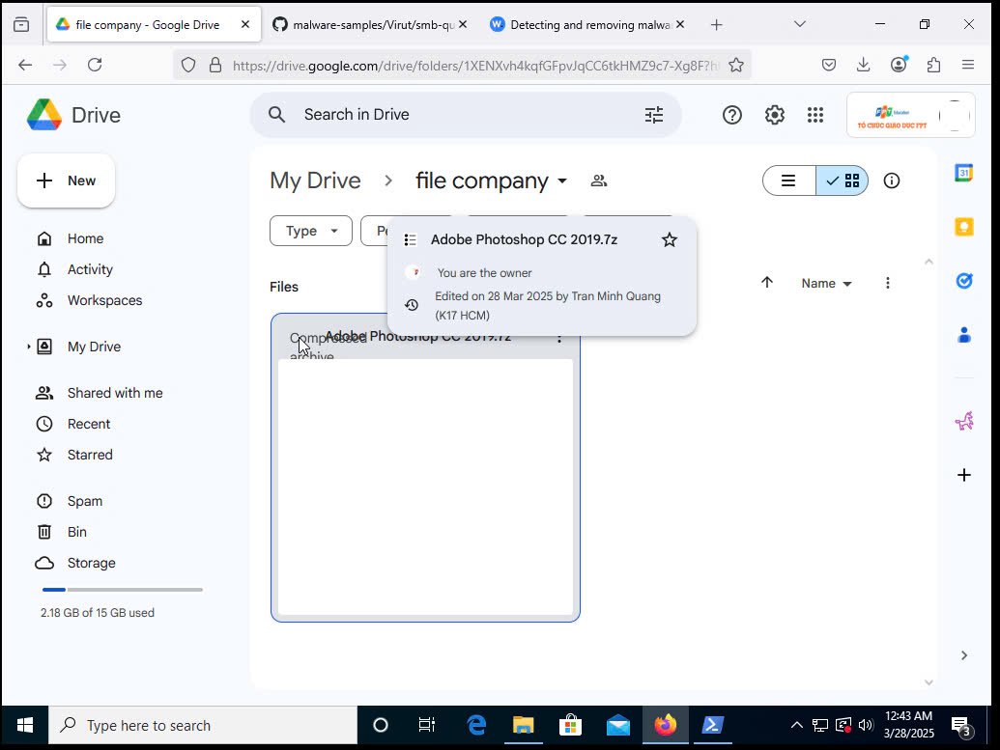 file company - Google Drive
malware-samples/Virut/smb-qu
Detecting and removing malwa
https://drive.google.com/drive/folders/1XENXvh4kqfGFpvJqCC6tkHMZ9c7-Xg8F?h
Drive
Search in Drive
FPT Education
TỔ CHỨC GIÁO DỤC FPT
New
My Drive
file company
31
Type
Pe
Adobe Photoshop CC 2019.7z
You are the owner
Edited on 28 Mar 2025 by Tran Minh Quang
(K17 HCM)
Home
Activity
Workspaces
My Drive
Shared with me
Recent
Starred
Spam
Bin
Storage
2.18 GB of 15 GB used
Files
Name
Compressed
archive
Adobe Photoshop CC 2019.7z
Type here to search
12:43 AM
3/28/2025
3